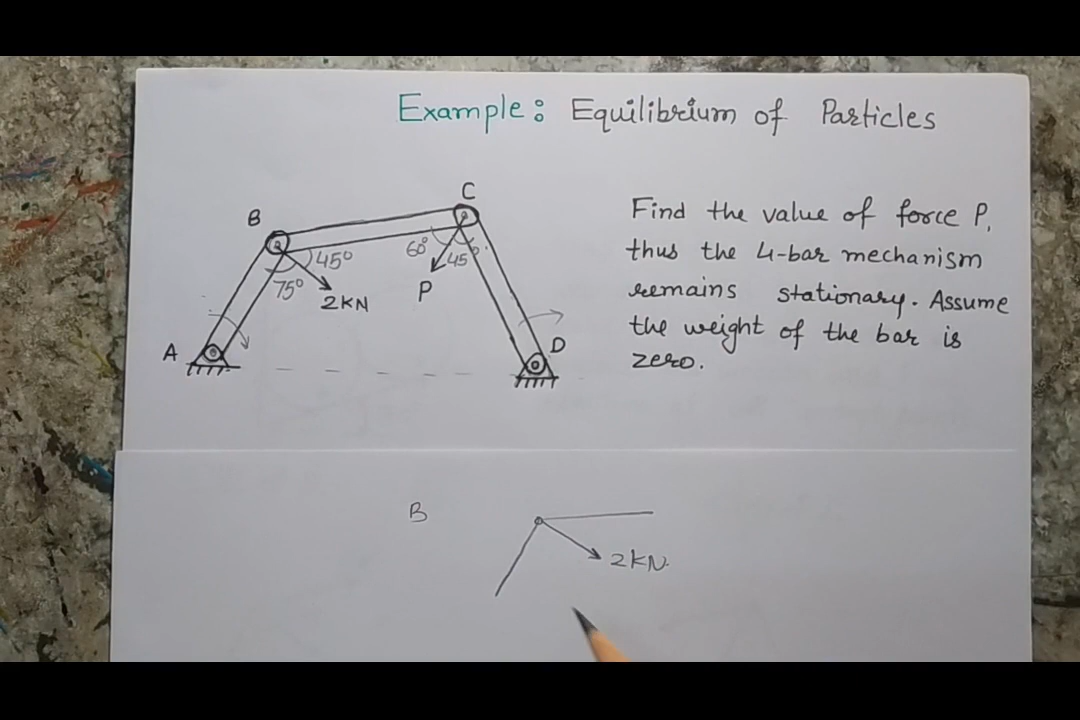 Example: Equilibrium of Particles
C
B
Find the value of force P,
thus the 4-bar mechanism
remains stationary. Assume
the weight of the bar is
zero.
45°
60°
45°
75°
2KN
P
A
D
B
2KN